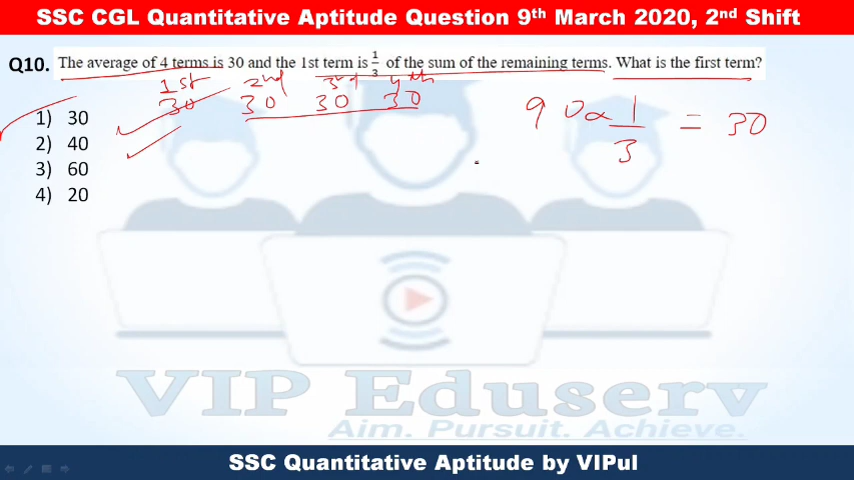 SSC CGL Quantitative Aptitude Question 9th March 2020, 2nd Shift
Q10. The average of 4 terms is 30 and the 1st term is 1/3 of the sum of the remaining terms. What is the first term?
1st 2nd 3rd 4th
30 30 30 30
90 × 1/3 = 30
1) 30
2) 40
3) 60
4) 20
VIP Eduserv
Aim. Pursuit. Achieve.
SSC Quantitative Aptitude by VIPul